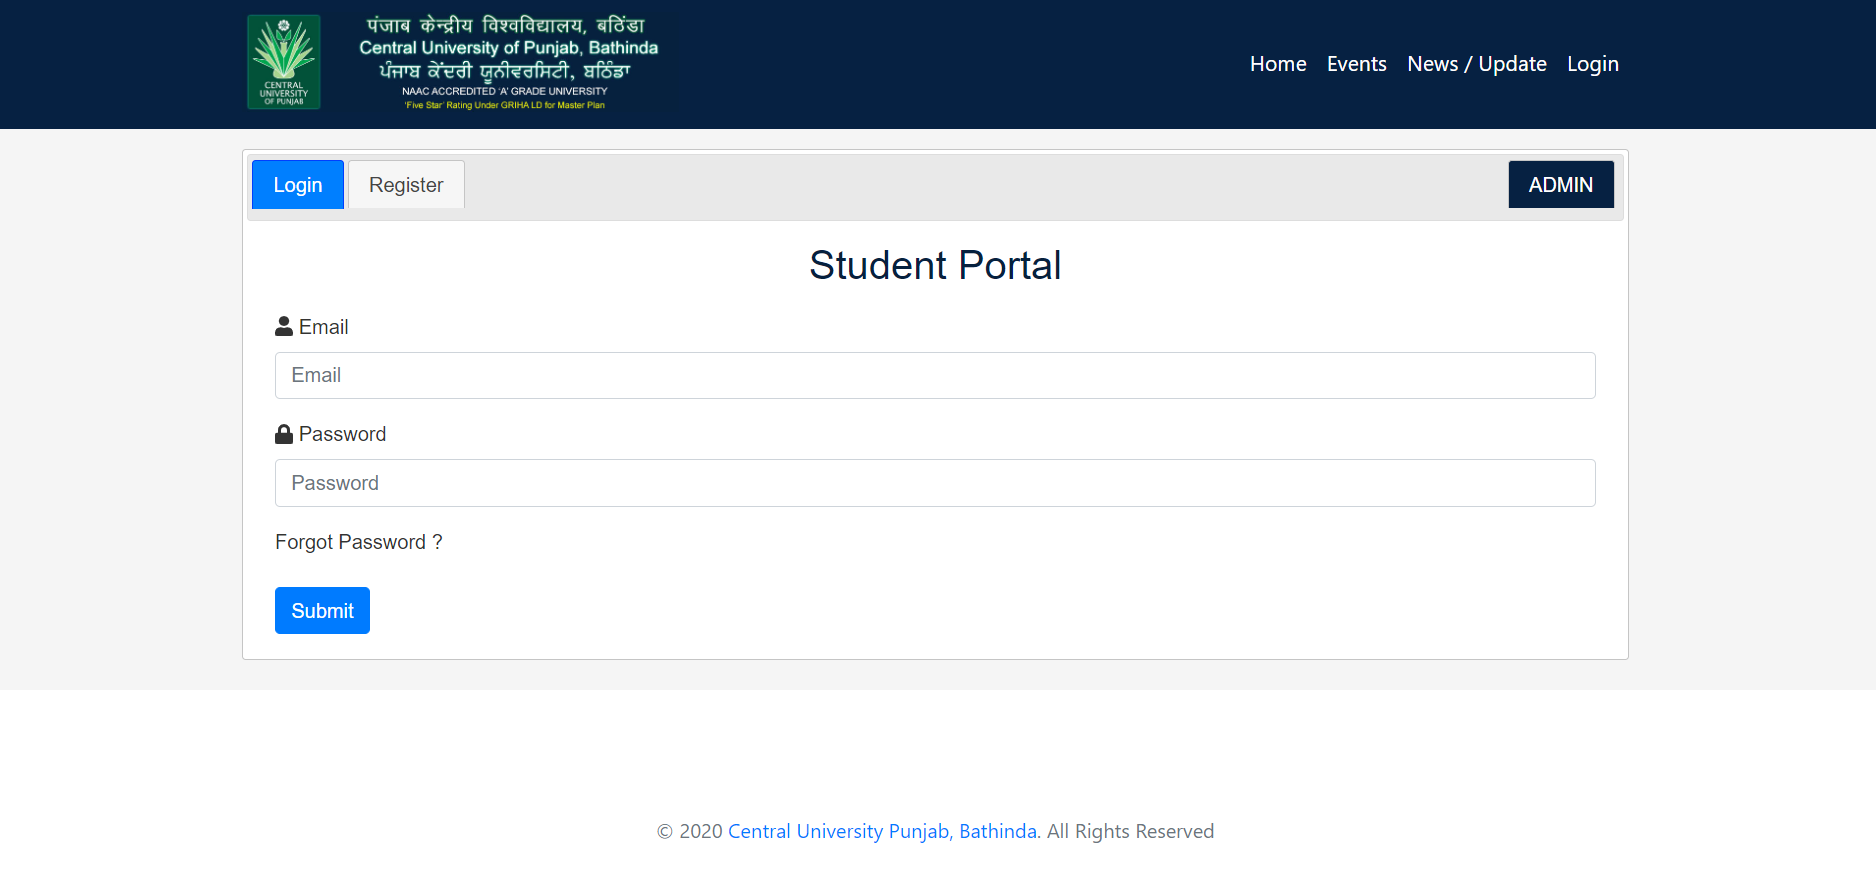 CENTRAL
UNIVERSITY
OF PUNJAB
पंजाब केन्द्रीय विश्वविद्यालय, बठिंडा
Central University of Punjab, Bathinda
ਪੰਜਾਬ ਕੇਂਦਰੀ ਯੂਨੀਵਰਸਿਟੀ, ਬਠਿੰਡਾ
NAAC ACCREDITED 'A' GRADE UNIVERSITY
'Five Star' Rating Under GRIHA LD for Master Plan
Home Events News / Update Login
Login Register ADMIN
Student Portal
Email
Email
Password
Password
Forgot Password ?
Submit
© 2020 Central University Punjab, Bathinda. All Rights Reserved